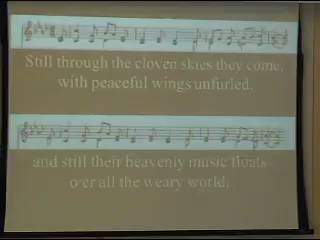 Still through the cloven skies they come,
with peaceful wings unfurled,
and still their heavenly music floats
over all the weary world.